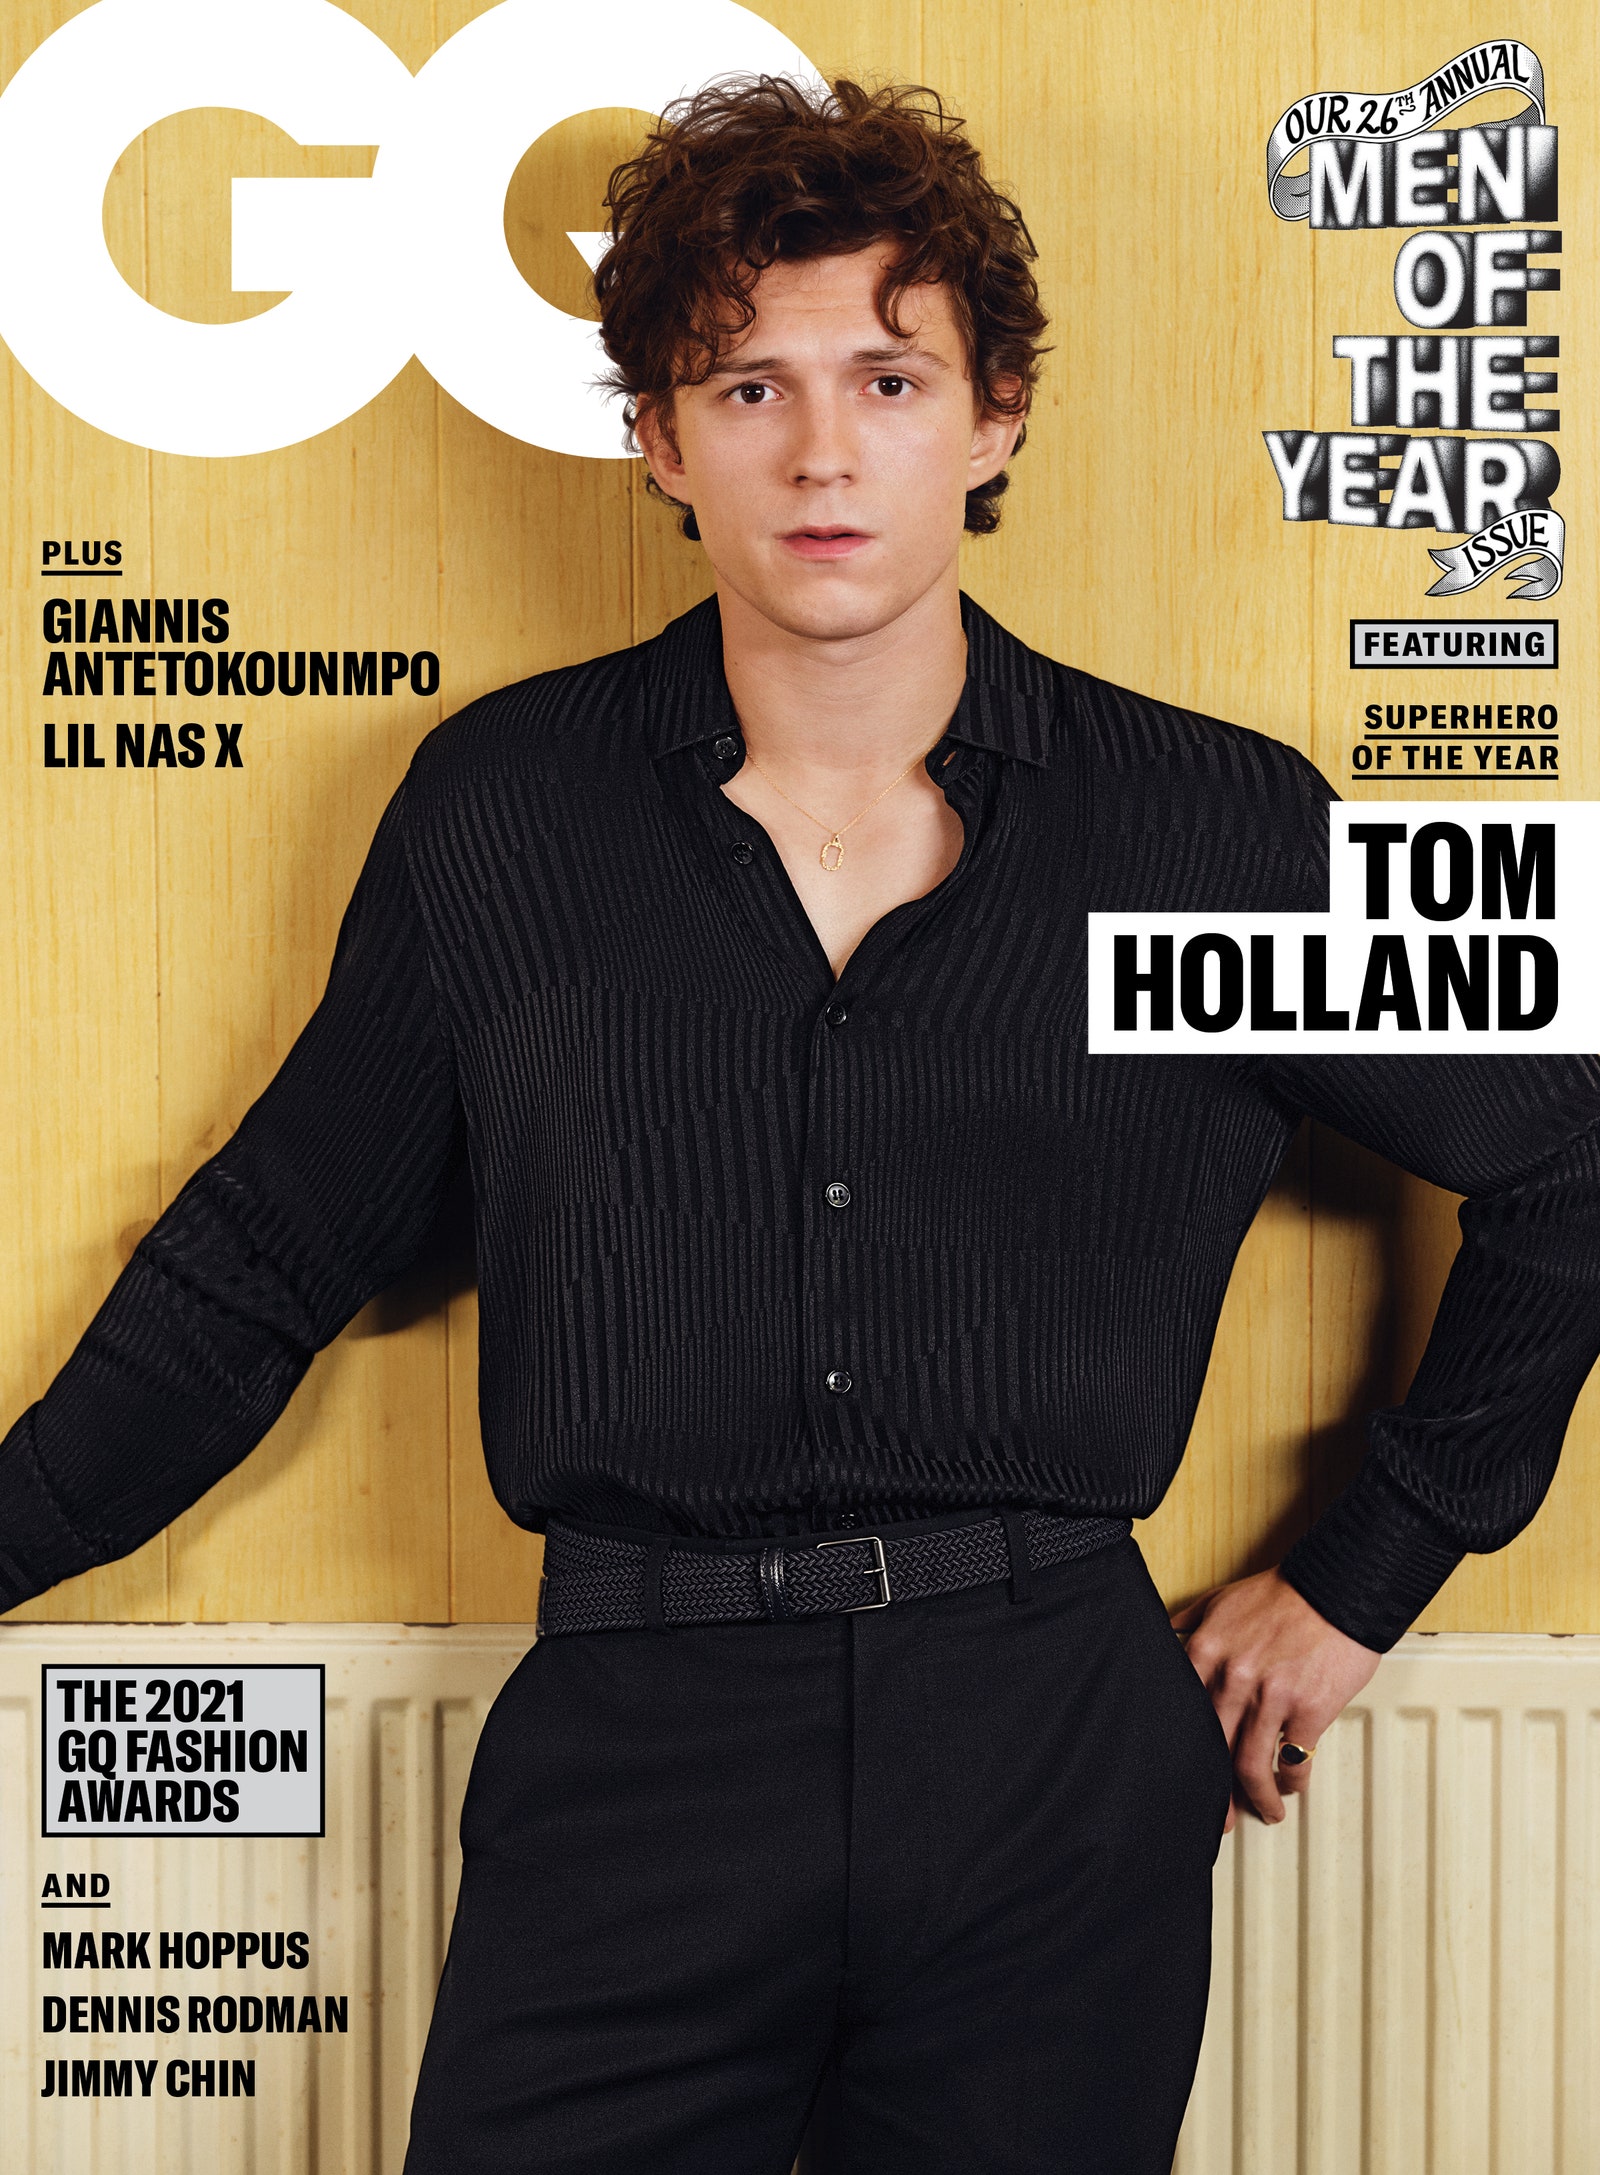 GQ
OUR 26TH ANNUAL
MEN
OF
THE
YEAR
ISSUE
FEATURING
SUPERHERO
OF THE YEAR
TOM
HOLLAND
PLUS
GIANNIS
ANTETOKOUNMPO
LIL NAS X
THE 2021
GQ FASHION
AWARDS
AND
MARK HOPPUS
DENNIS RODMAN
JIMMY CHIN